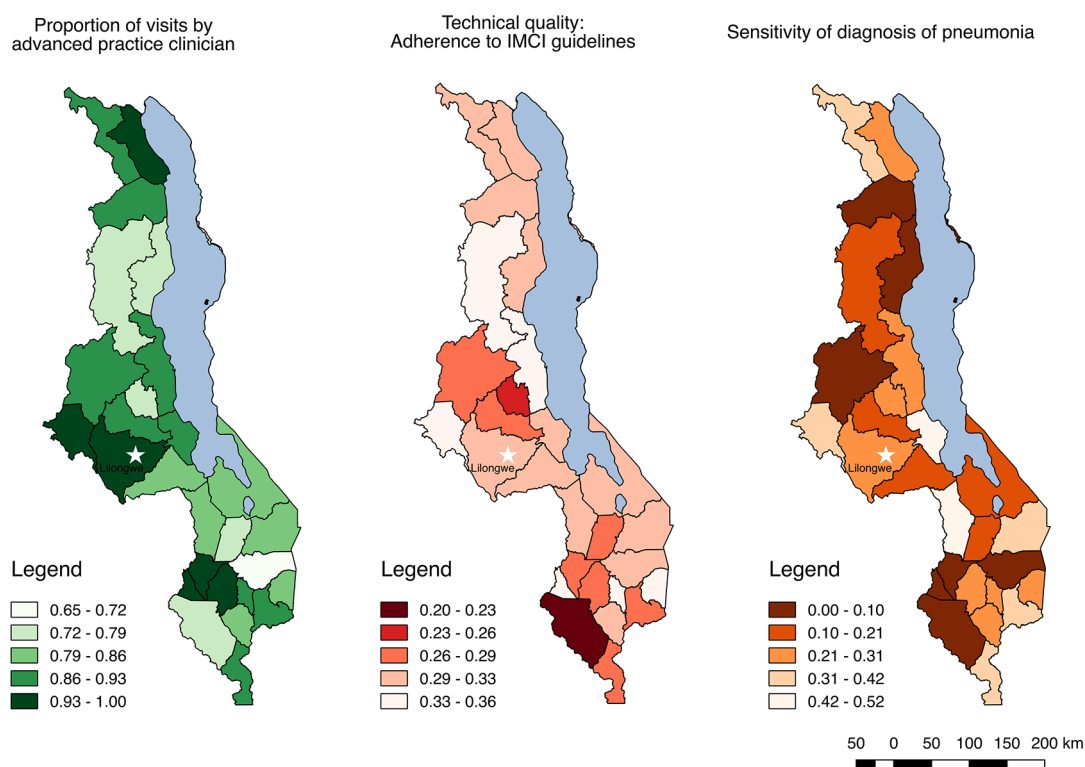 Proportion of visits by
advanced practice clinician
Technical quality:
Adherence to IMCI guidelines
Sensitivity of diagnosis of pneumonia
Lilongwe
Lilongwe
Lilongwe
Legend
0.65 - 0.72
0.72 - 0.79
0.79 - 0.86
0.86 - 0.93
0.93 - 1.00
Legend
0.20 - 0.23
0.23 - 0.26
0.26 - 0.29
0.29 - 0.33
0.33 - 0.36
Legend
0.00 - 0.10
0.10 - 0.21
0.21 - 0.31
0.31 - 0.42
0.42 - 0.52
50 0 50 100 150 200 km